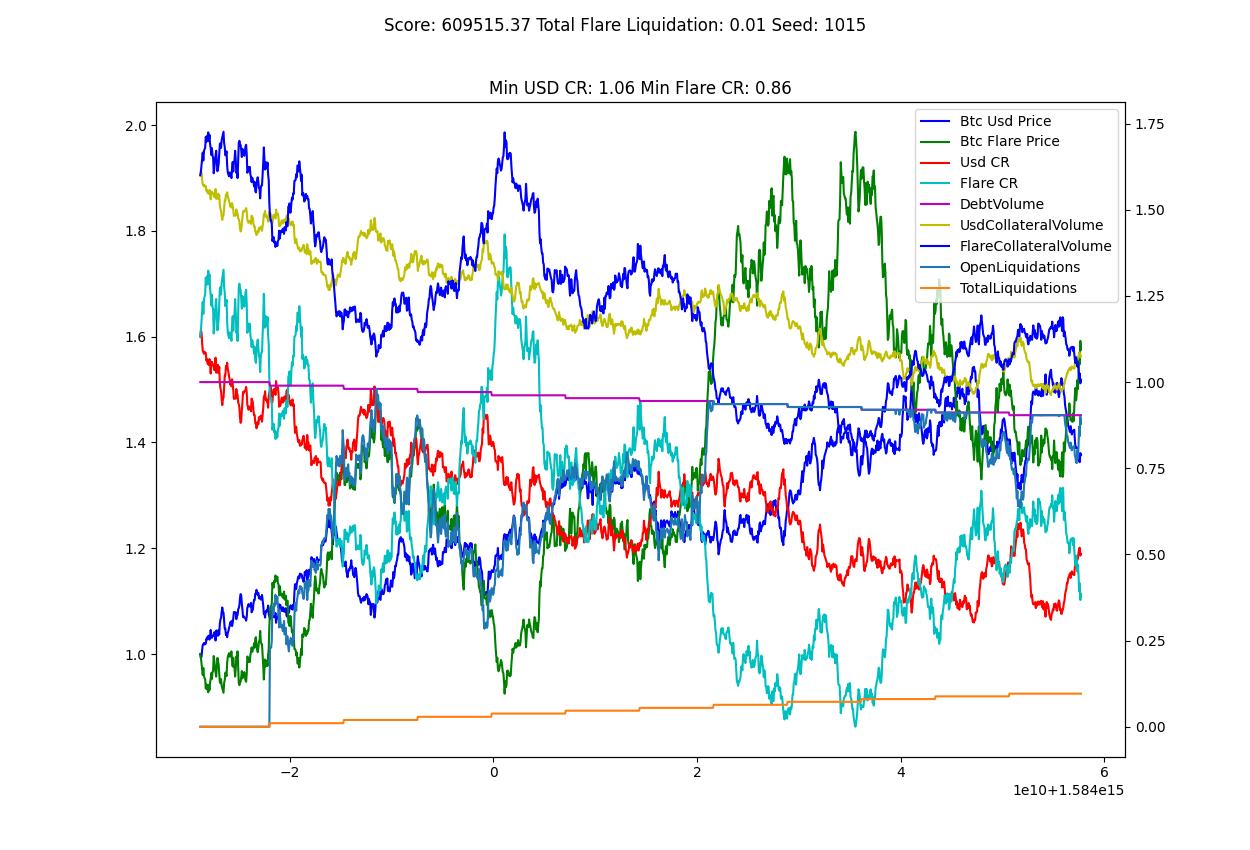 Score: 609515.37 Total Flare Liquidation: 0.01 Seed: 1015
Min USD CR: 1.06 Min Flare CR: 0.86
2.0
1.8
1.6
1.4
1.2
1.0
1.75
1.50
1.25
1.00
0.75
0.50
0.25
0.00
Btc Usd Price
Btc Flare Price
Usd CR
Flare CR
DebtVolume
UsdCollateralVolume
FlareCollateralVolume
OpenLiquidations
TotalLiquidations
−2
0
2
4
6
1e10+1.584e15